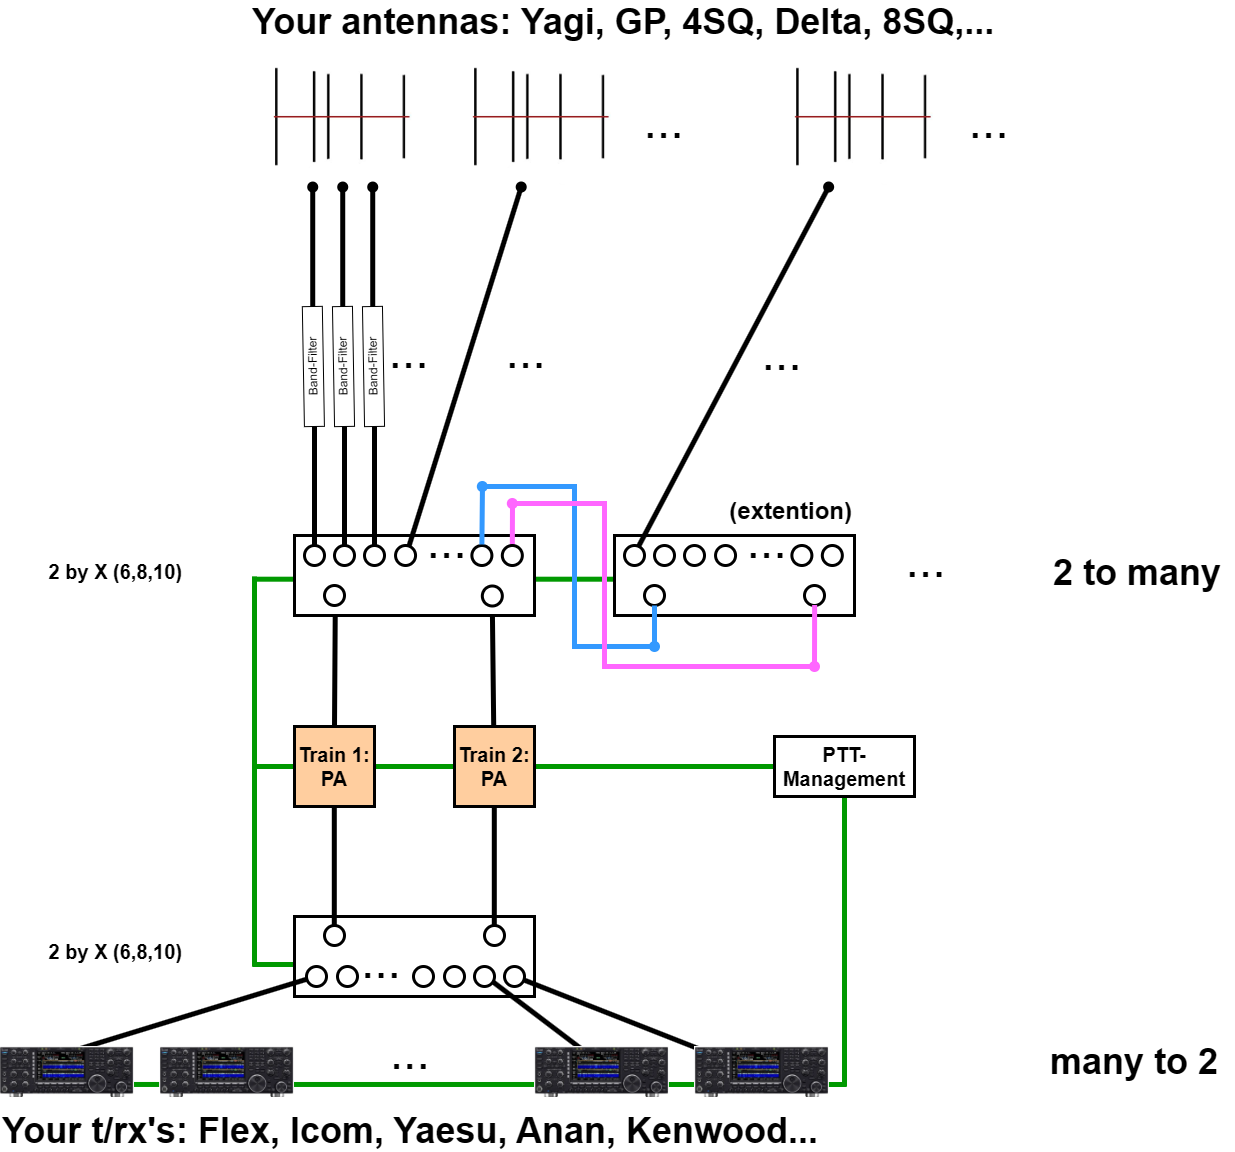 Your antennas: Yagi, GP, 4SQ, Delta, 8SQ,...
...
...
Band-Filter
Band-Filter
Band-Filter
...
...
...
(extention)
2 by X (6,8,10)
...
...
...
2 to many
Train 1:
PA
Train 2:
PA
PTT-
Management
2 by X (6,8,10)
...
...
many to 2
Your t/rx's: Flex, Icom, Yaesu, Anan, Kenwood...